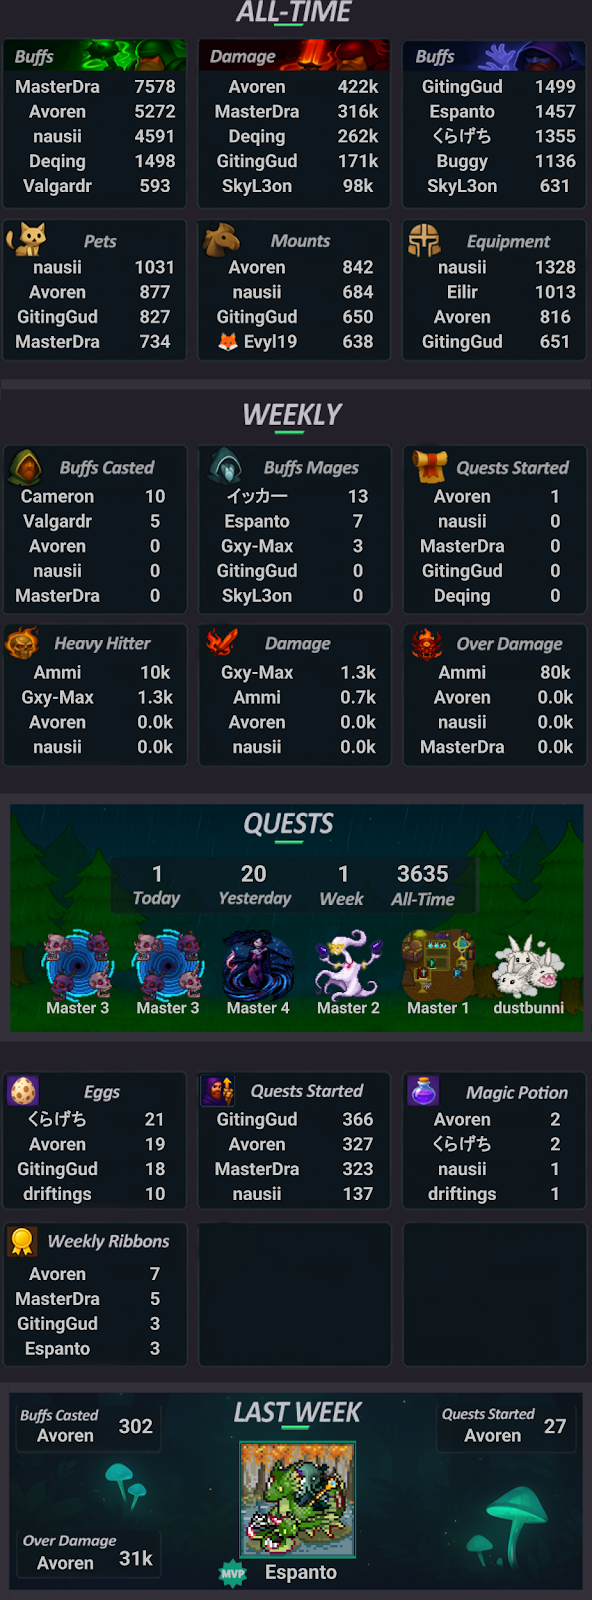 ALL-TIME
Buffs
MasterDra 7578
Avoren 5272
nausii 4591
Deqing 1498
Valgardr 593
Damage
Avoren 422k
MasterDra 316k
Deqing 262k
GitingGud 171k
SkyL3on 98k
Buffs
GitingGud 1499
Espanto 1457
くらげち 1355
Buggy 1136
SkyL3on 631
Pets
nausii 1031
Avoren 877
GitingGud 827
MasterDra 734
Mounts
Avoren 842
nausii 684
GitingGud 650
🦊 Evyl19 638
Equipment
nausii 1328
Eilir 1013
Avoren 816
GitingGud 651
WEEKLY
Buffs Casted
Cameron 10
Valgardr 5
Avoren 0
nausii 0
MasterDra 0
Buffs Mages
イッカー 13
Espanto 7
Gxy-Max 3
GitingGud 0
SkyL3on 0
Quests Started
Avoren 1
nausii 0
MasterDra 0
GitingGud 0
Deqing 0
Heavy Hitter
Ammi 10k
Gxy-Max 1.3k
Avoren 0.0k
nausii 0.0k
Damage
Gxy-Max 1.3k
Ammi 0.7k
Avoren 0.0k
nausii 0.0k
Over Damage
Ammi 80k
Avoren 0.0k
nausii 0.0k
MasterDra 0.0k
QUESTS
1 20 1 3635
Today Yesterday Week All-Time
Master 3 Master 3 Master 4 Master 2 Master 1 dustbunni
Eggs
くらげち 21
Avoren 19
GitingGud 18
driftings 10
Quests Started
GitingGud 366
Avoren 327
MasterDra 323
nausii 137
Magic Potion
Avoren 2
くらげち 2
nausii 1
driftings 1
Weekly Ribbons
Avoren 7
MasterDra 5
GitingGud 3
Espanto 3
LAST WEEK
Buffs Casted
Avoren 302
Quests Started
Avoren 27
Over Damage
Avoren 31k
MVP Espanto